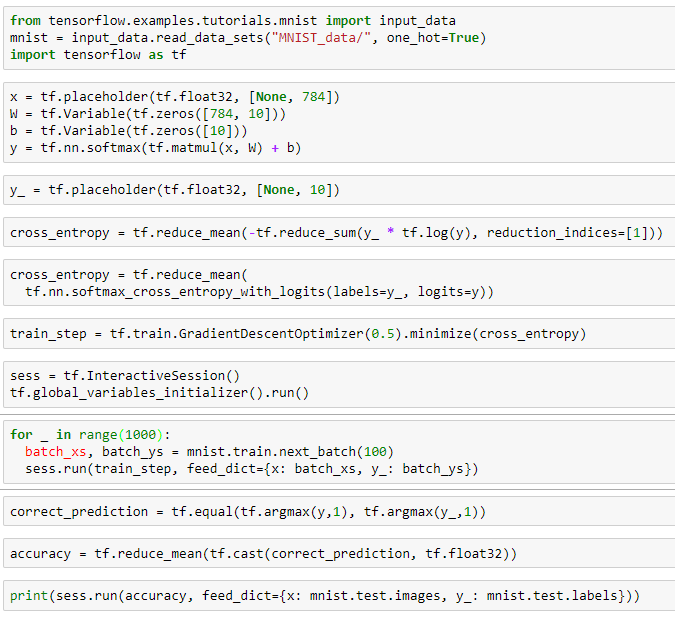 from tensorflow.examples.tutorials.mnist import input_data
mnist = input_data.read_data_sets("MNIST_data/", one_hot=True)
import tensorflow as tf
x = tf.placeholder(tf.float32, [None, 784])
W = tf.Variable(tf.zeros([784, 10]))
b = tf.Variable(tf.zeros([10]))
y = tf.nn.softmax(tf.matmul(x, W) + b)
y_ = tf.placeholder(tf.float32, [None, 10])
cross_entropy = tf.reduce_mean(-tf.reduce_sum(y_ * tf.log(y), reduction_indices=[1]))
cross_entropy = tf.reduce_mean(
  tf.nn.softmax_cross_entropy_with_logits(labels=y_, logits=y))
train_step = tf.train.GradientDescentOptimizer(0.5).minimize(cross_entropy)
sess = tf.InteractiveSession()
tf.global_variables_initializer().run()
for _ in range(1000):
  batch_xs, batch_ys = mnist.train.next_batch(100)
  sess.run(train_step, feed_dict={x: batch_xs, y_: batch_ys})
correct_prediction = tf.equal(tf.argmax(y,1), tf.argmax(y_,1))
accuracy = tf.reduce_mean(tf.cast(correct_prediction, tf.float32))
print(sess.run(accuracy, feed_dict={x: mnist.test.images, y_: mnist.test.labels}))